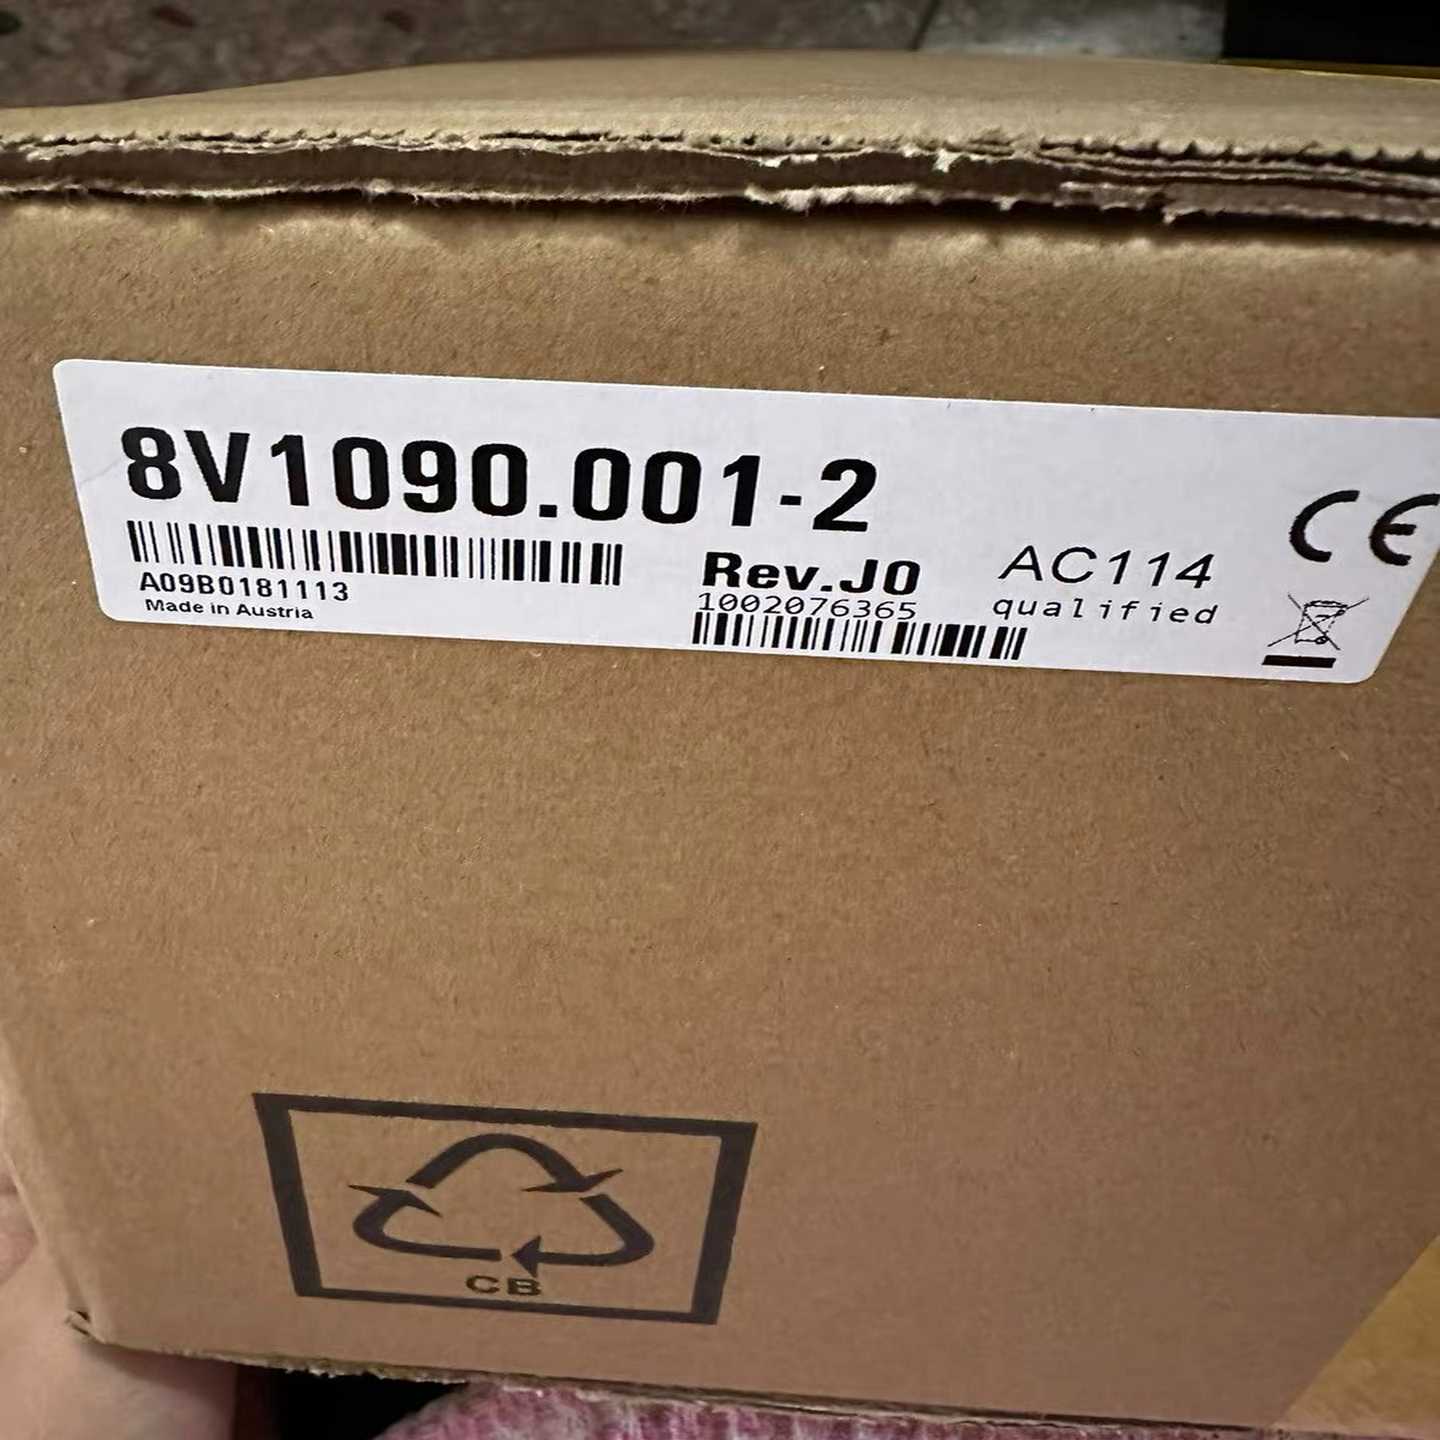 8V1090.001-2
A09B0181113
Made in Austria
Rev.J0
1002076365
AC114
qualified
CE
CB